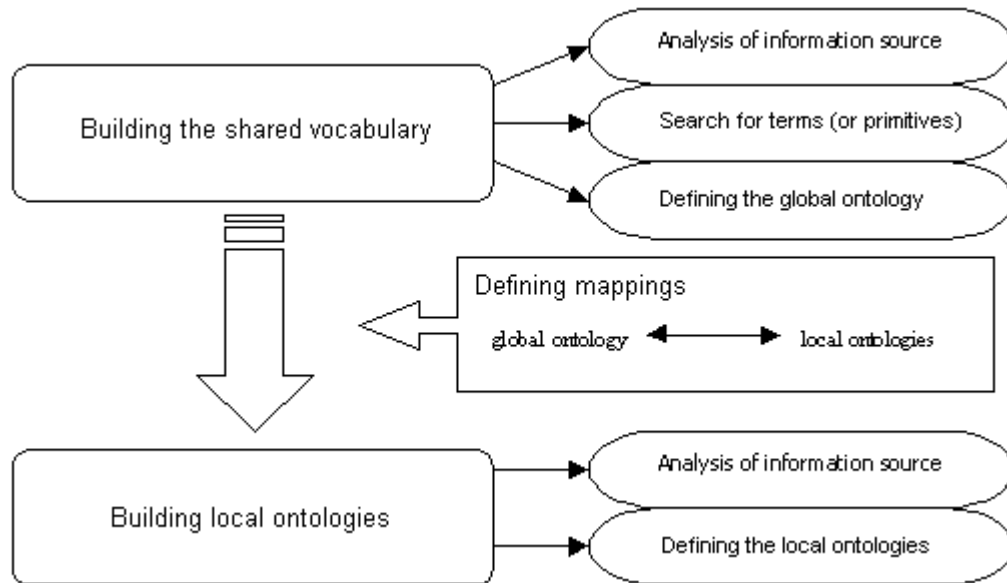 Analysis of information source
Building the shared vocabulary
Search for terms (or primitives)
Defining the global ontology
Defining mappings
global ontology local ontologies
Analysis of information source
Building local ontologies
Defining the local ontologies